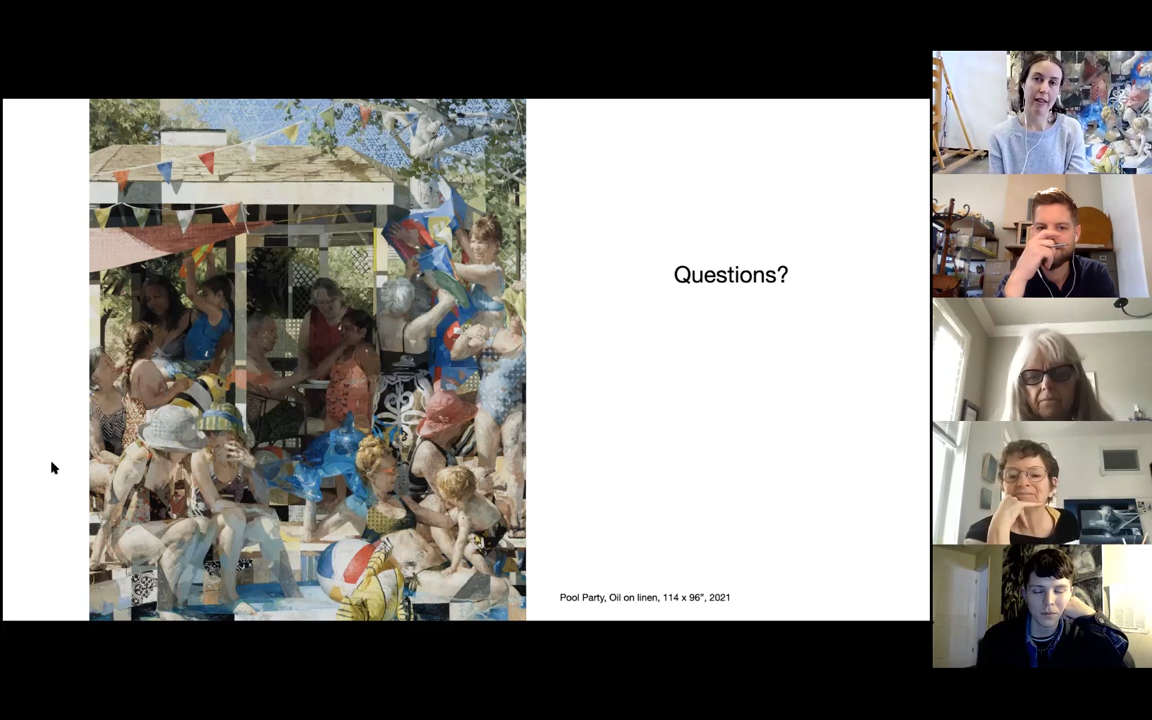 Questions?
Pool Party, Oil on linen, 114 x 96”, 2021